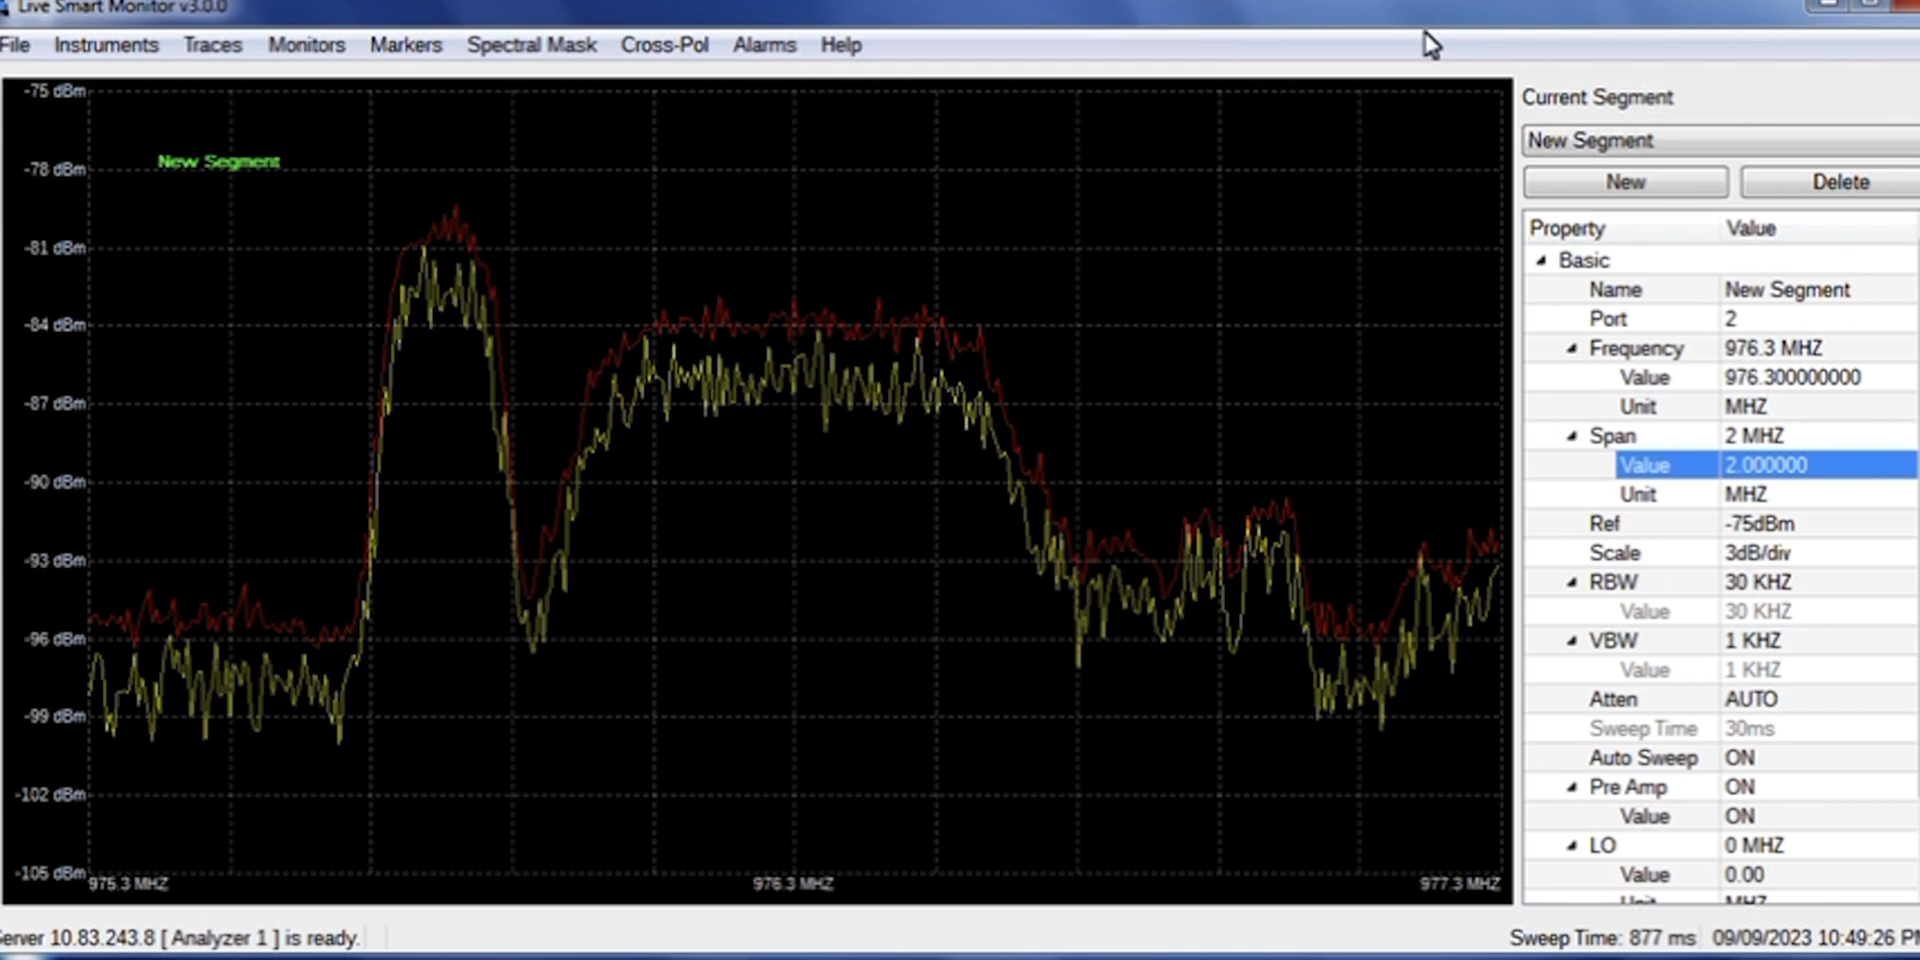 Live Smart Monitor v3.0.0
File Instruments Traces Monitors Markers Spectral Mask Cross-Pol Alarms Help
-75 dBm
New Segment
-78 dBm
-81 dBm
-84 dBm
-87 dBm
-90 dBm
-93 dBm
-96 dBm
-99 dBm
-102 dBm
-105 dBm
975.3 MHZ 976.3 MHZ 977.3 MHZ
Current Segment
New Segment
New Delete
Property Value
Basic
Name New Segment
Port 2
Frequency 976.3 MHZ
Value 976.300000000
Unit MHZ
Span 2 MHZ
Value 2.000000
Unit MHZ
Ref -75dBm
Scale 3dB/div
RBW 30 KHZ
Value 30 KHZ
VBW 1 KHZ
Value 1 KHZ
Atten AUTO
Sweep Time 30ms
Auto Sweep ON
Pre Amp ON
Value ON
LO 0 MHZ
Value 0.00
Unit MHZ
Server 10.83.243.8 [ Analyzer 1 ] is ready.
Sweep Time: 877 ms 09/09/2023 10:49:26 PM